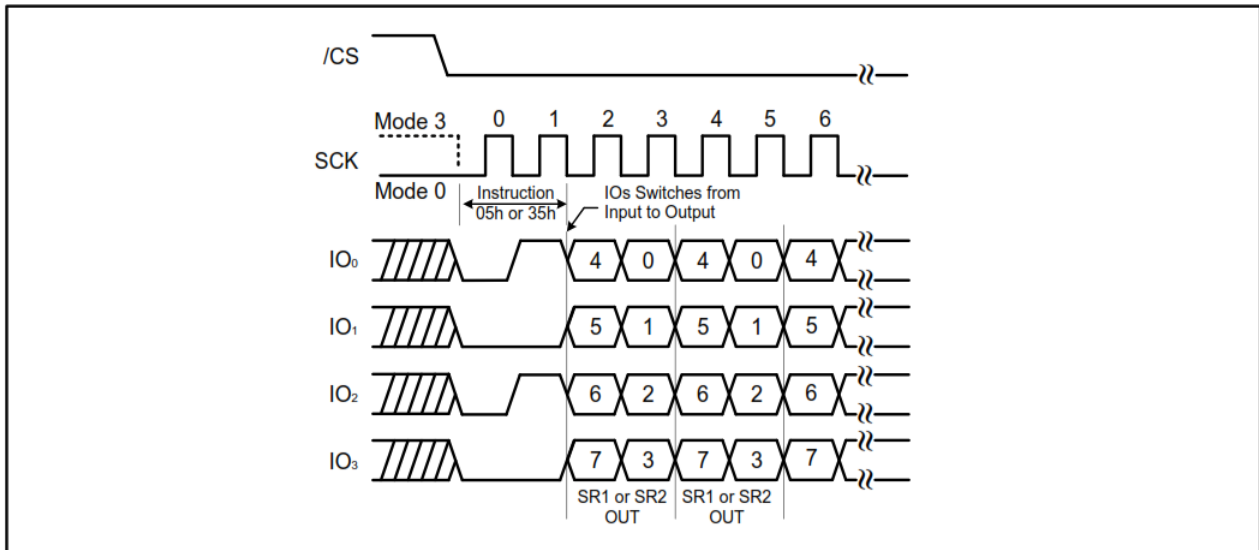 /CS
Mode 3 0 1 2 3 4 5 6
SCK
Mode 0
Instruction
05h or 35h
IOs Switches from
Input to Output
IO₀ 4 0 4 0 4
IO₁ 5 1 5 1 5
IO₂ 6 2 6 2 6
IO₃ 7 3 7 3 7
SR1 or SR2
OUT
SR1 or SR2
OUT